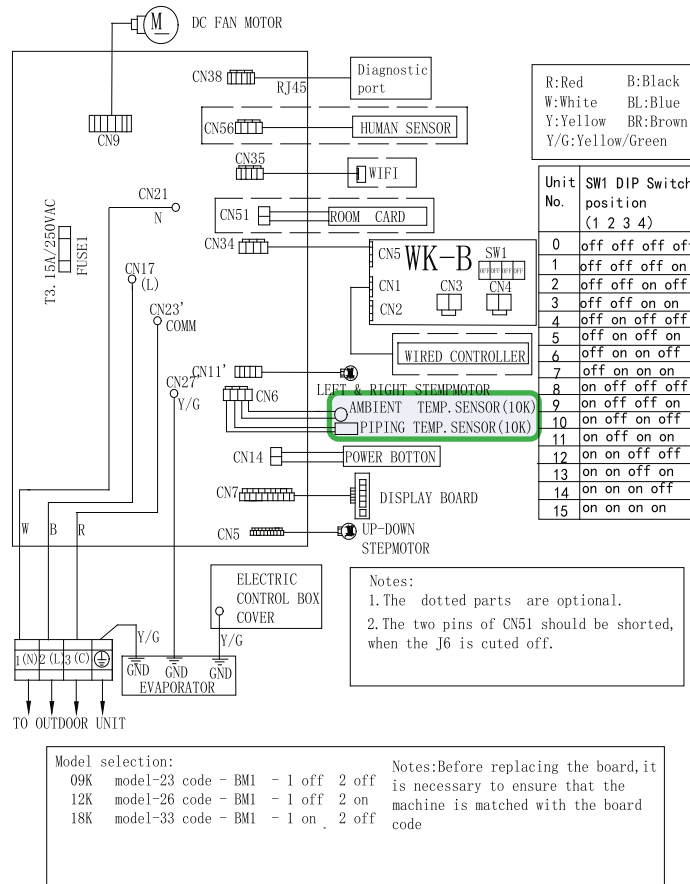 M DC FAN MOTOR
CN9
CN38
RJ45
Diagnostic
port
CN56
HUMAN SENSOR
CN35
WIFI
CN21
N
CN51
ROOM CARD
T3.15A/250VAC
FUSE1
CN34
CN5 WK-B SW1
OFF OFF OFF OFF
CN1 CN3 CN4
CN2
CN17
(L)
CN23'
COMM
WIRED CONTROLLER
CN11'
LEFT & RIGHT STEMPMOTOR
CN27'
Y/G
CN6
AMBIENT TEMP.SENSOR(10K)
PIPING TEMP.SENSOR(10K)
CN14
POWER BOTTON
CN7
DISPLAY BOARD
CN5
UP-DOWN
STEPMOTOR
W B R
R:Red B:Black
W:White BL:Blue
Y:Yellow BR:Brown
Y/G:Yellow/Green
Unit No. SW1 DIP Switch
position
(1 2 3 4)
0 off off off off
1 off off off on
2 off off on off
3 off off on on
4 off on off off
5 off on off on
6 off on on off
7 off on on on
8 on off off off
9 on off off on
10 on off on off
11 on off on on
12 on on off off
13 on on off on
14 on on on off
15 on on on on
ELECTRIC
CONTROL BOX
COVER
Y/G
Y/G
1(N) 2(L) 3(C)
GND GND GND
EVAPORATOR
TO OUTDOOR UNIT
Notes:
1.The dotted parts are optional.
2.The two pins of CN51 should be shorted,
when the J6 is cuted off.
Model selection:
09K model-23 code - BM1 - 1 off 2 off
12K model-26 code - BM1 - 1 off 2 on
18K model-33 code - BM1 - 1 on 2 off
Notes:Before replacing the board,it
is necessary to ensure that the
machine is matched with the board
code